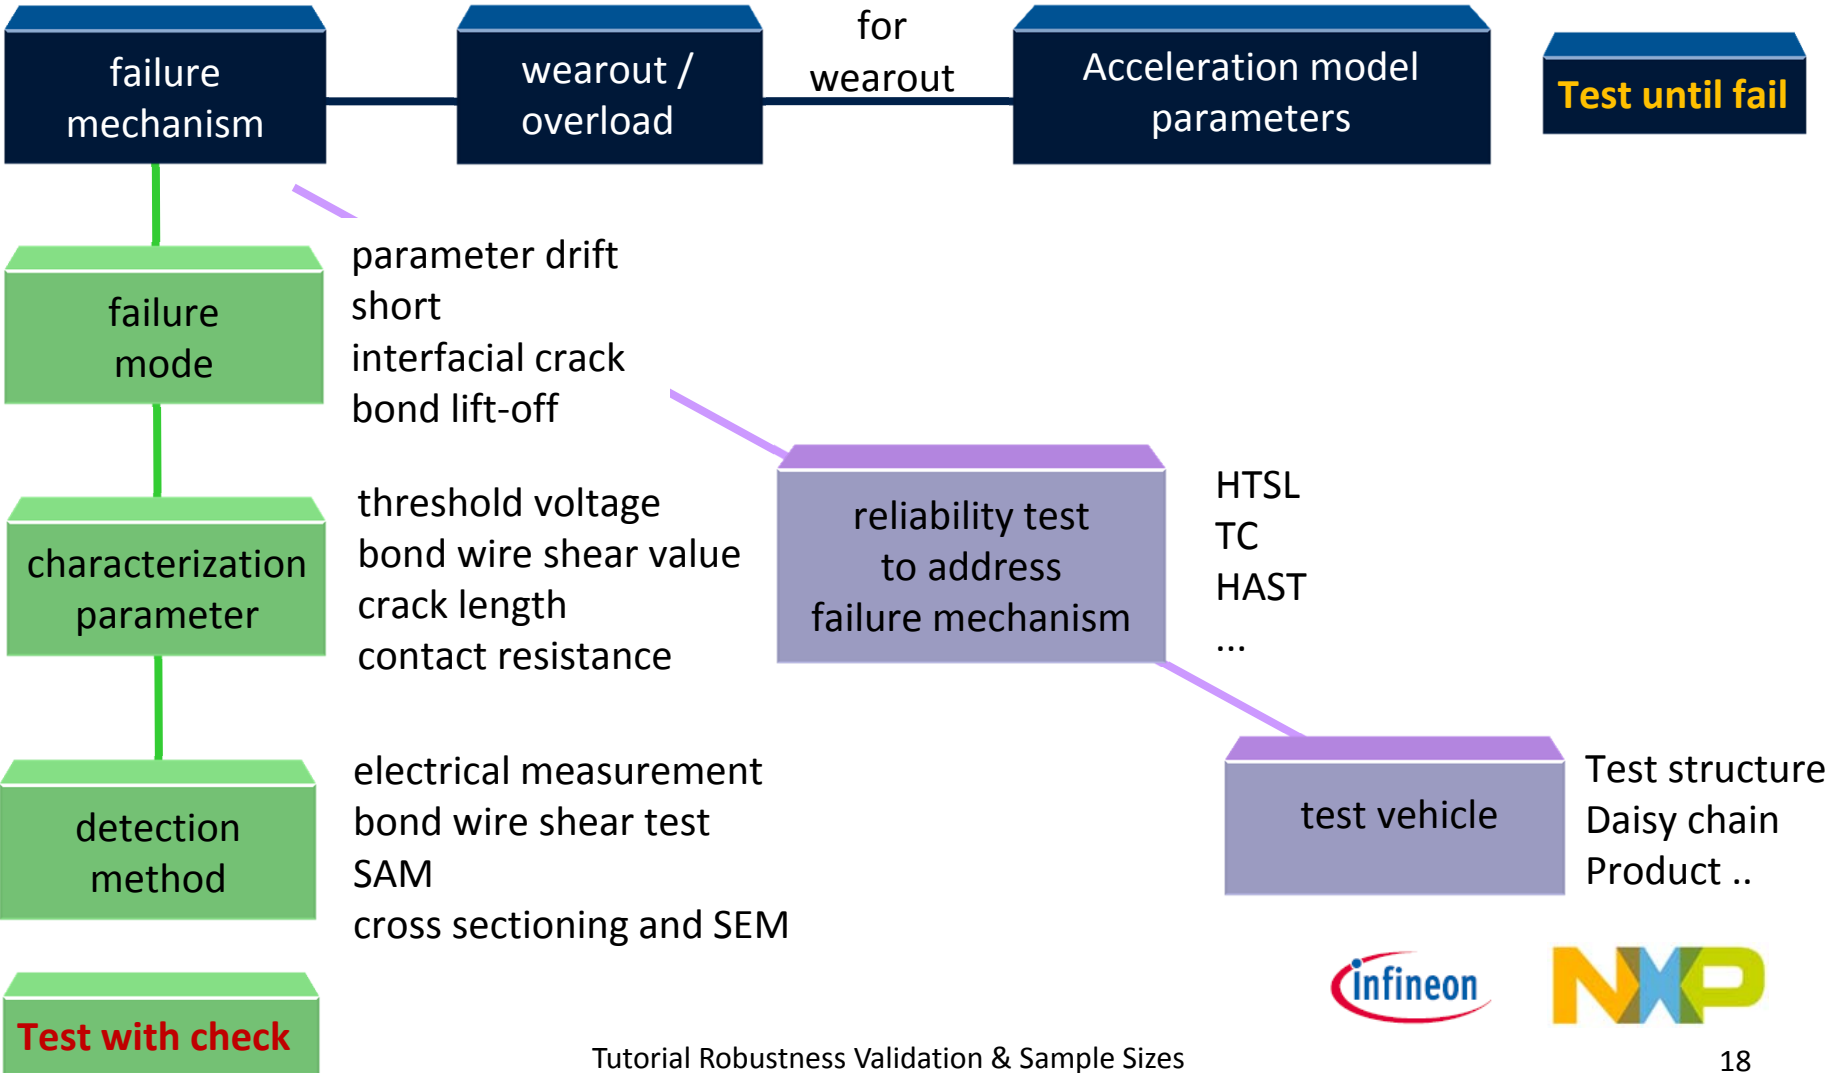 failure
mechanism
wearout /
overload
for
wearout
Acceleration model
parameters
Test until fail
failure
mode
parameter drift
short
interfacial crack
bond lift-off
characterization
parameter
threshold voltage
bond wire shear value
crack length
contact resistance
reliability test
to address
failure mechanism
HTSL
TC
HAST
...
detection
method
electrical measurement
bond wire shear test
SAM
cross sectioning and SEM
test vehicle
Test structure
Daisy chain
Product ..
Test with check
infineon
NXP
Tutorial Robustness Validation & Sample Sizes
18